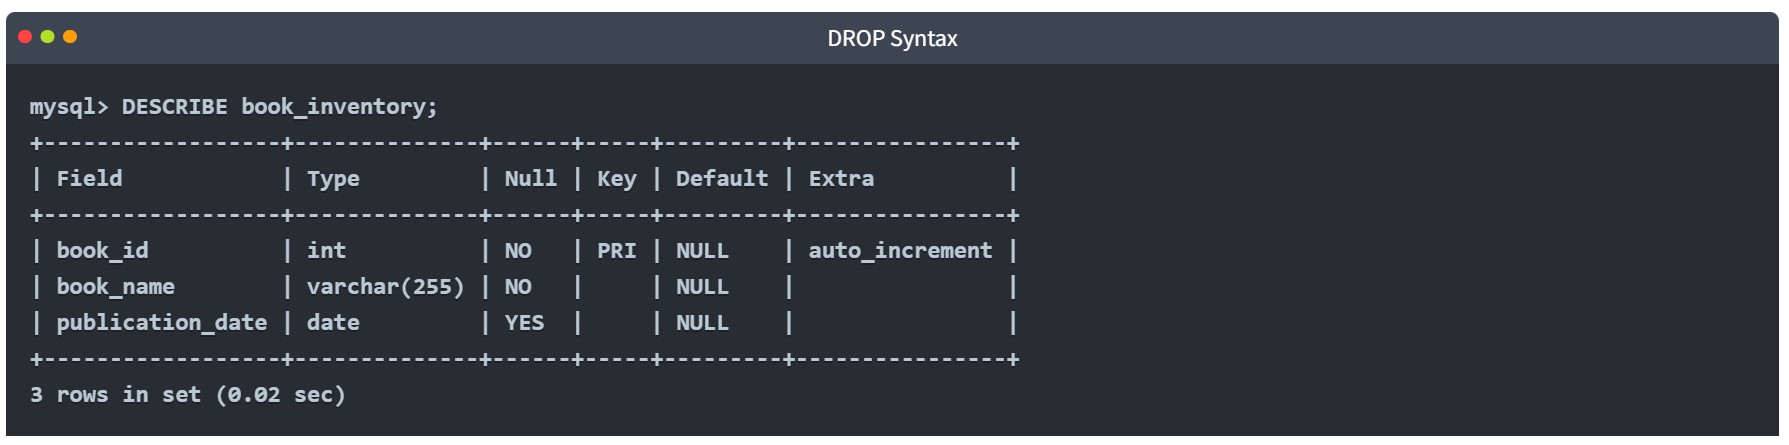 DROP Syntax
mysql> DESCRIBE book_inventory;
+------------------+--------------+------+-----+---------+----------------+
| Field            | Type         | Null | Key | Default | Extra          |
+------------------+--------------+------+-----+---------+----------------+
| book_id          | int          | NO   | PRI | NULL    | auto_increment |
| book_name        | varchar(255) | NO   |     | NULL    |                |
| publication_date | date         | YES  |     | NULL    |                |
+------------------+--------------+------+-----+---------+----------------+
3 rows in set (0.02 sec)